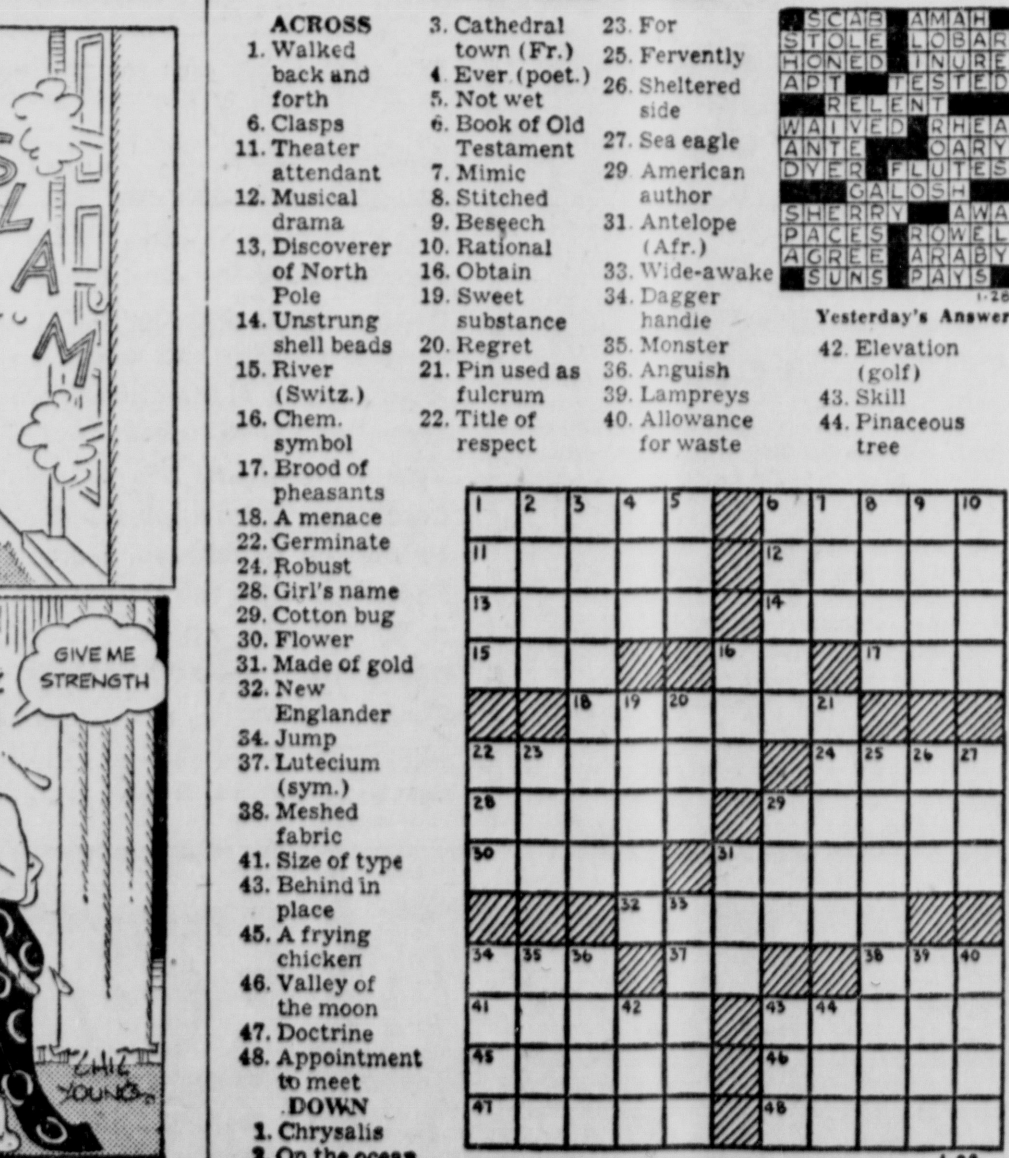 SLAM
GIVE ME
STRENGTH
CHIC
YOUNG
ACROSS
1. Walked
back and
forth
6. Clasps
11. Theater
attendant
12. Musical
drama
13. Discoverer
of North
Pole
14. Unstrung
shell beads
15. River
(Switz.)
16. Chem.
symbol
17. Brood of
pheasants
18. A menace
22. Germinate
24. Robust
28. Girl's name
29. Cotton bug
30. Flower
31. Made of gold
32. New
Englander
34. Jump
37. Lutecium
(sym.)
38. Meshed
fabric
41. Size of type
43. Behind in
place
45. A frying
chicken
46. Valley of
the moon
47. Doctrine
48. Appointment
to meet
DOWN
1. Chrysalis
2. On the ocean
3. Cathedral
town (Fr.)
4. Ever (poet.)
5. Not wet
6. Book of Old
Testament
7. Mimic
8. Stitched
9. Beseech
10. Rational
16. Obtain
19. Sweet
substance
20. Regret
21. Pin used as
fulcrum
22. Title of
respect
23. For
25. Fervently
26. Sheltered
side
27. Sea eagle
29. American
author
31. Antelope
(Afr.)
33. Wide-awake
34. Dagger
handle
35. Monster
36. Anguish
39. Lampreys
40. Allowance
for waste
SCAB AMAH
STOLE LOBAR
HONED INURE
APT TESTED
RELENT
WAIVED RHEA
ANTE OARY
DYER FLUTES
GALOSH
SHERRY AWA
PACES ROWEL
AGREE ARABY
SUNS PAYS
1-28
Yesterday's Answer
42. Elevation
(golf)
43. Skill
44. Pinaceous
tree
1 2 3 4 5 6 7 8 9 10
11 12
13 14
15 16 17
18 19 20 21
22 23 24 25 26 27
28 29
30 31
32 33
34 35 36 37 38 39 40
41 42 43 44
45 46
47 48